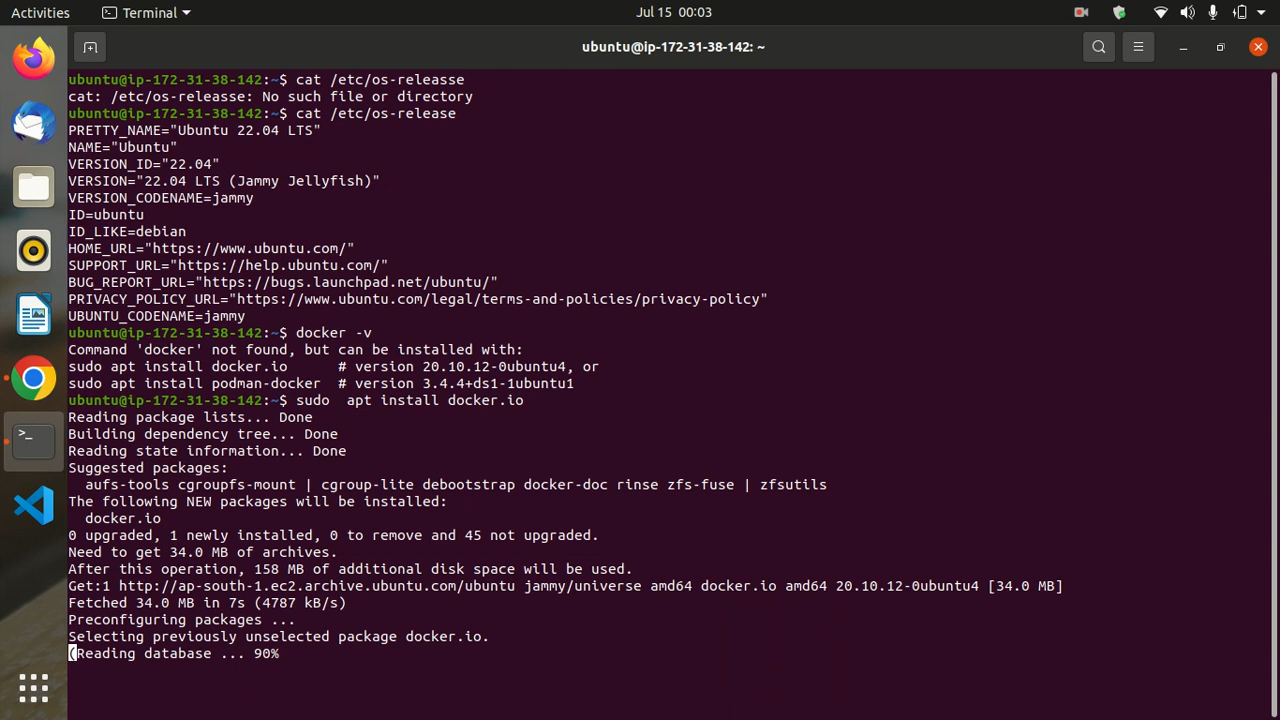 Activities Terminal Jul 15 00:03
ubuntu@ip-172-31-38-142: ~
ubuntu@ip-172-31-38-142:~$ cat /etc/os-releasse
cat: /etc/os-releasse: No such file or directory
ubuntu@ip-172-31-38-142:~$ cat /etc/os-release
PRETTY_NAME="Ubuntu 22.04 LTS"
NAME="Ubuntu"
VERSION_ID="22.04"
VERSION="22.04 LTS (Jammy Jellyfish)"
VERSION_CODENAME=jammy
ID=ubuntu
ID_LIKE=debian
HOME_URL="https://www.ubuntu.com/"
SUPPORT_URL="https://help.ubuntu.com/"
BUG_REPORT_URL="https://bugs.launchpad.net/ubuntu/"
PRIVACY_POLICY_URL="https://www.ubuntu.com/legal/terms-and-policies/privacy-policy"
UBUNTU_CODENAME=jammy
ubuntu@ip-172-31-38-142:~$ docker -v
Command 'docker' not found, but can be installed with:
sudo apt install docker.io      # version 20.10.12-0ubuntu4, or
sudo apt install podman-docker  # version 3.4.4+ds1-1ubuntu1
ubuntu@ip-172-31-38-142:~$ sudo  apt install docker.io
Reading package lists... Done
Building dependency tree... Done
Reading state information... Done
Suggested packages:
  aufs-tools cgroupfs-mount | cgroup-lite debootstrap docker-doc rinse zfs-fuse | zfsutils
The following NEW packages will be installed:
  docker.io
0 upgraded, 1 newly installed, 0 to remove and 45 not upgraded.
Need to get 34.0 MB of archives.
After this operation, 158 MB of additional disk space will be used.
Get:1 http://ap-south-1.ec2.archive.ubuntu.com/ubuntu jammy/universe amd64 docker.io amd64 20.10.12-0ubuntu4 [34.0 MB]
Fetched 34.0 MB in 7s (4787 kB/s)
Preconfiguring packages ...
Selecting previously unselected package docker.io.
(Reading database ... 90%